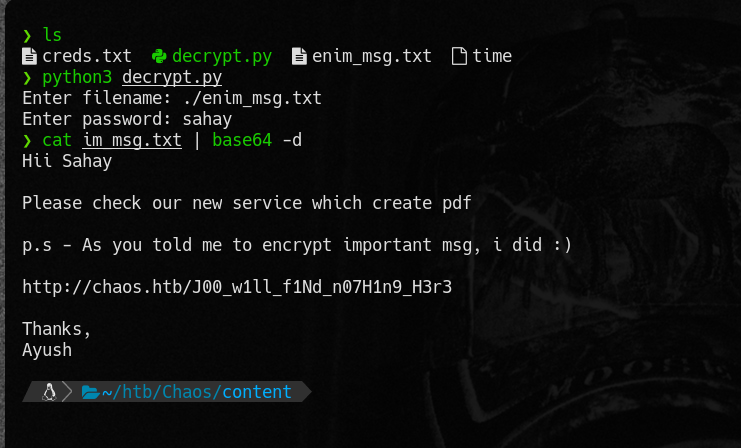 ❯ ls
creds.txt decrypt.py enim_msg.txt time
❯ python3 decrypt.py
Enter filename: ./enim_msg.txt
Enter password: sahay
❯ cat im_msg.txt | base64 -d
Hii Sahay
Please check our new service which create pdf
p.s - As you told me to encrypt important msg, i did :)
http://chaos.htb/J00_w1ll_f1Nd_n07H1n9_H3r3
Thanks,
Ayush
~/htb/Chaos/content